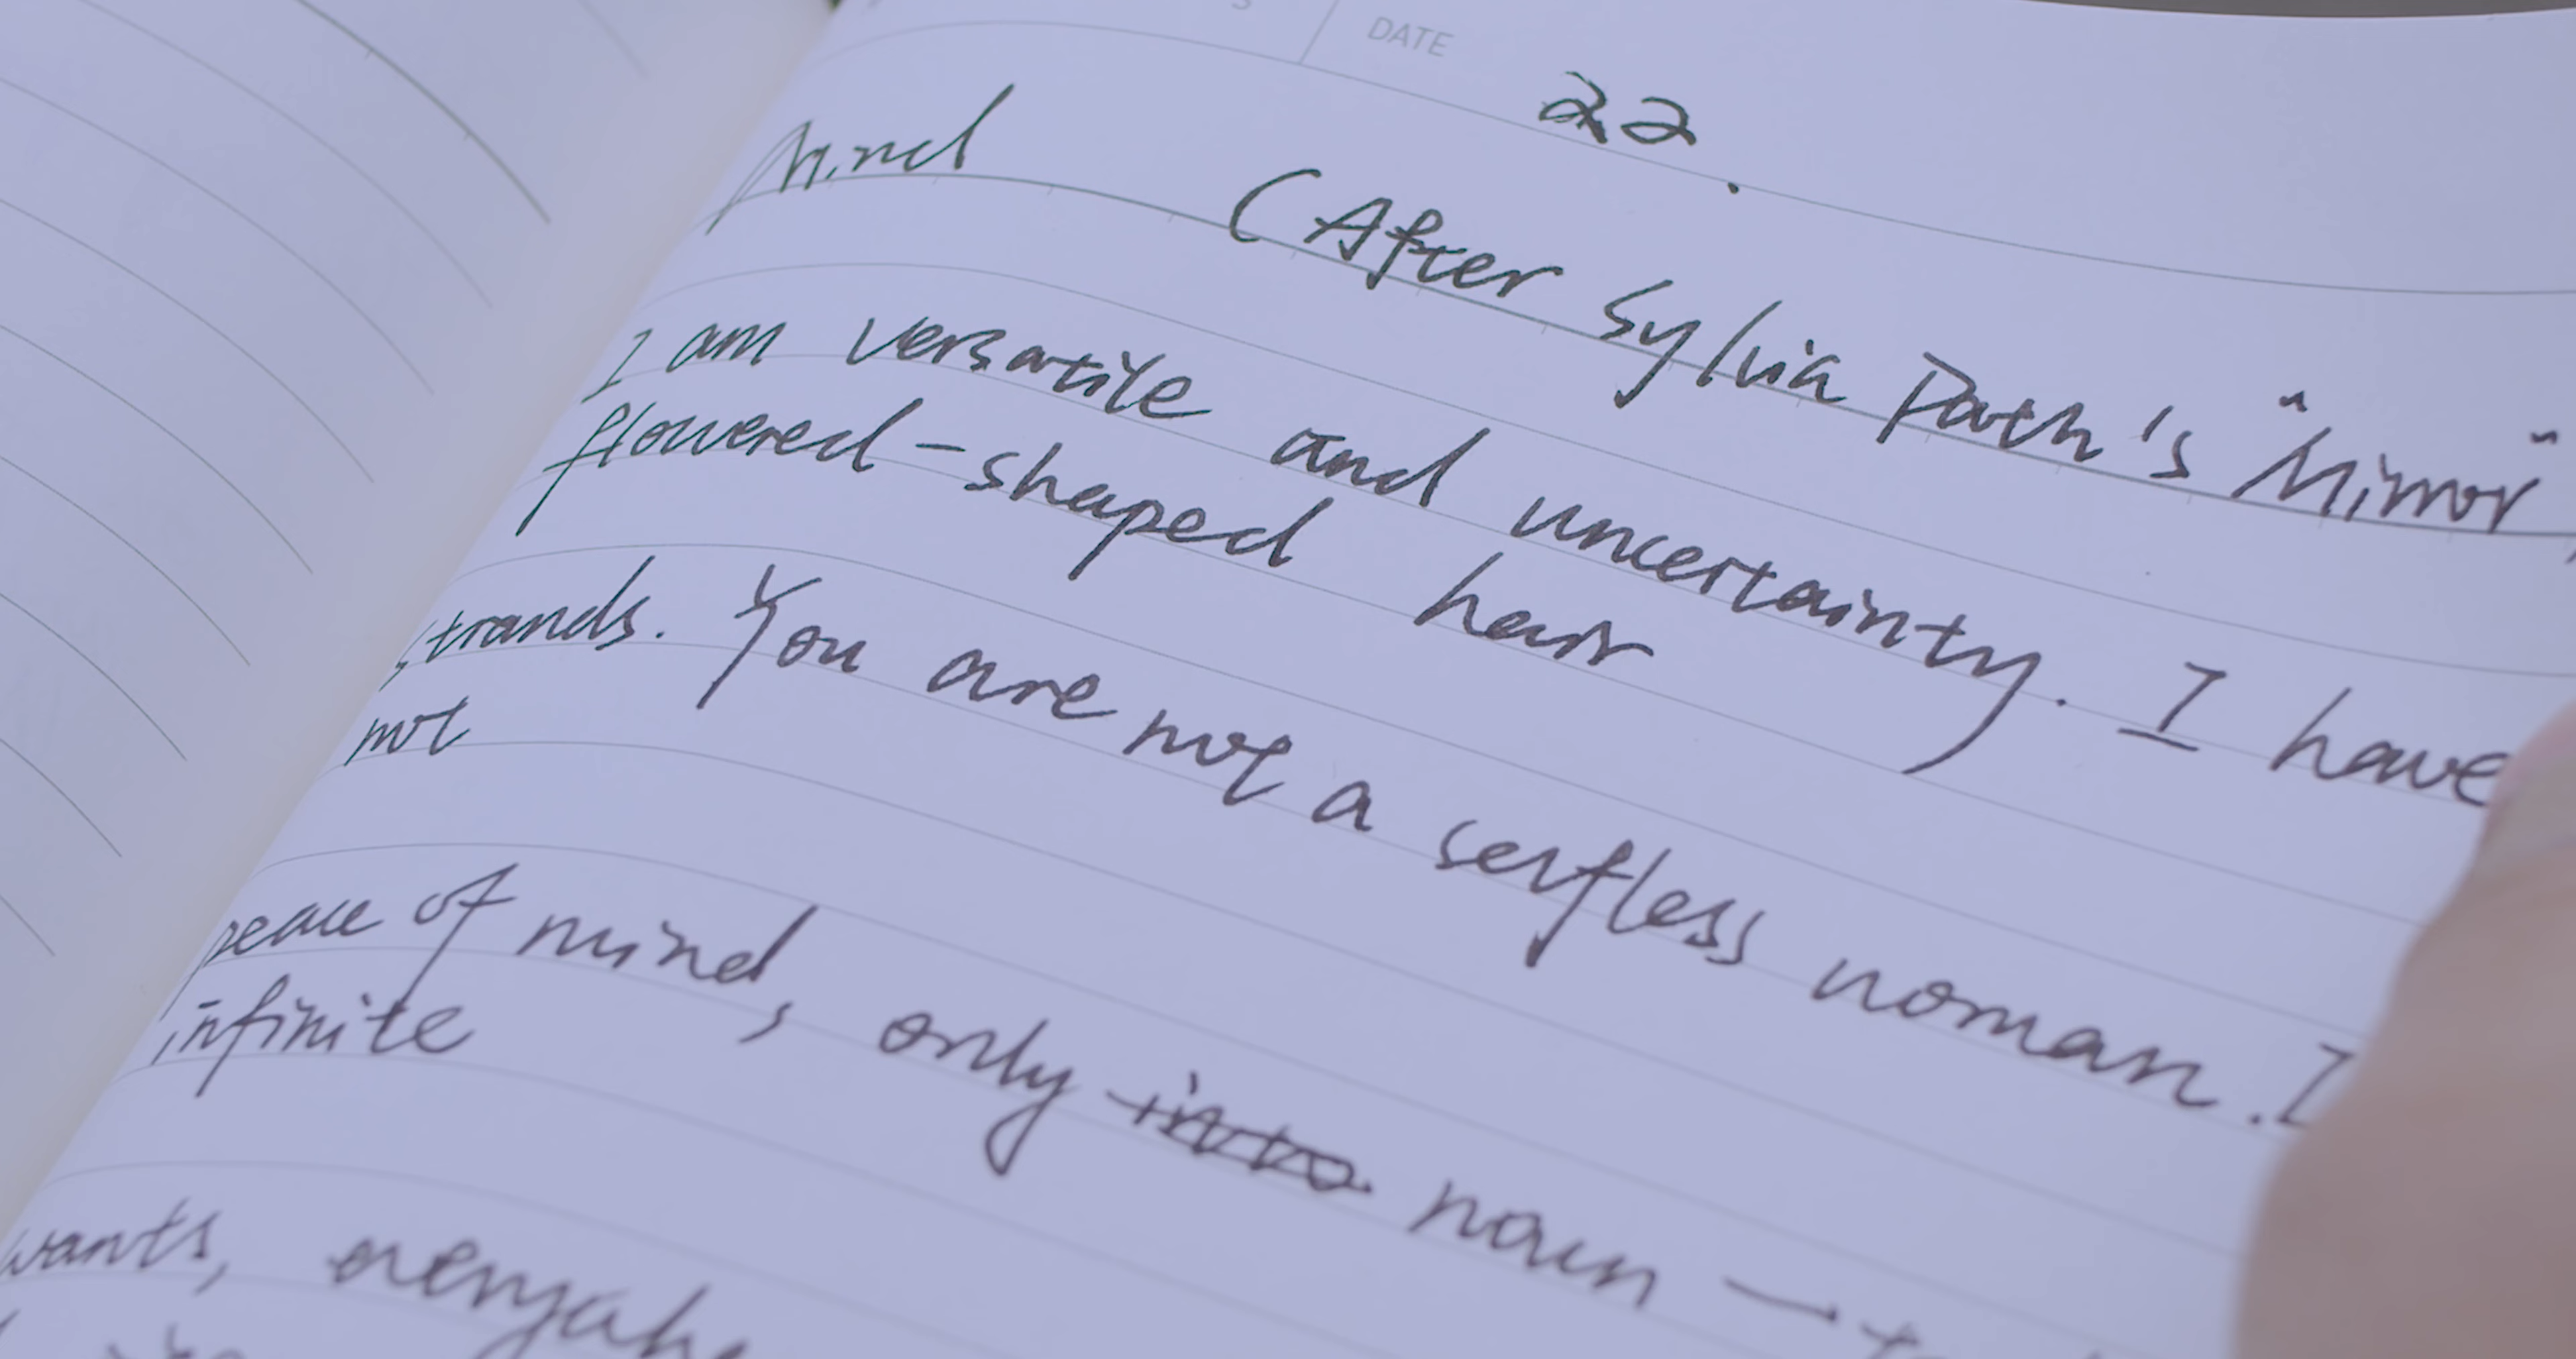 DATE
22
Mind (After Sylvia Path's "Mirror"
I am versatile and uncertainty. I have
flowered-shaped hair
strands. You are not a serfless woman. I
not
peace of mind, only into noun –
infinite
wants,